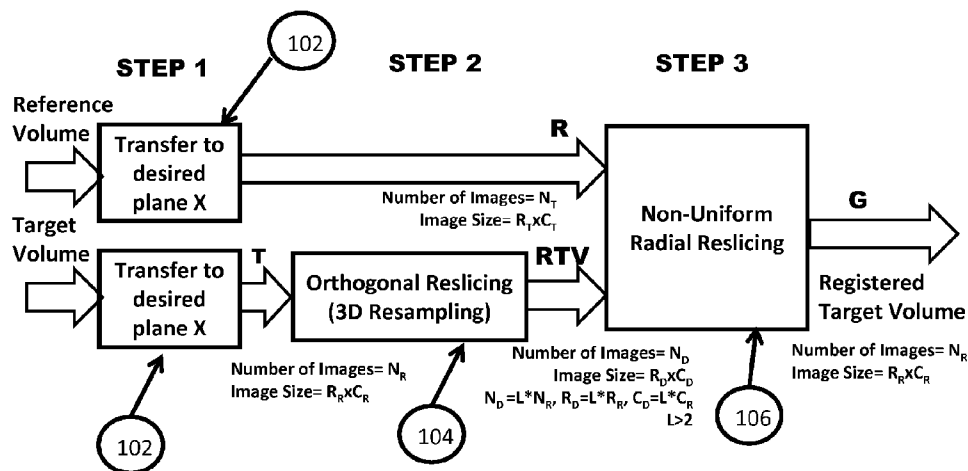 102
STEP 1
STEP 2
STEP 3
Reference
Volume
Transfer to
desired
plane X
R
Number of Images= N_T
Image Size= R_TxC_T
Target
Volume
Transfer to
desired
plane X
T
Orthogonal Reslicing
(3D Resampling)
RTV
Non-Uniform
Radial Reslicing
G
Registered
Target Volume
Number of Images= N_R
Image Size= R_RxC_R
Number of Images= N_D
Image Size= R_DxC_D
N_D=L*N_R, R_D=L*R_R, C_D=L*C_R
L>2
Number of Images= N_R
Image Size= R_RxC_R
102
104
106